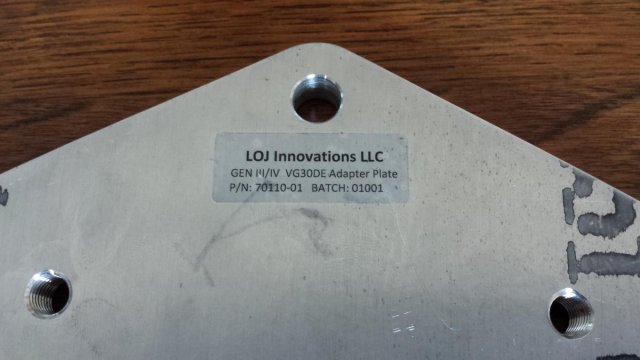 LOJ Innovations LLC
GEN III/IV VG30DE Adapter Plate
P/N: 70110-01 BATCH: 01001